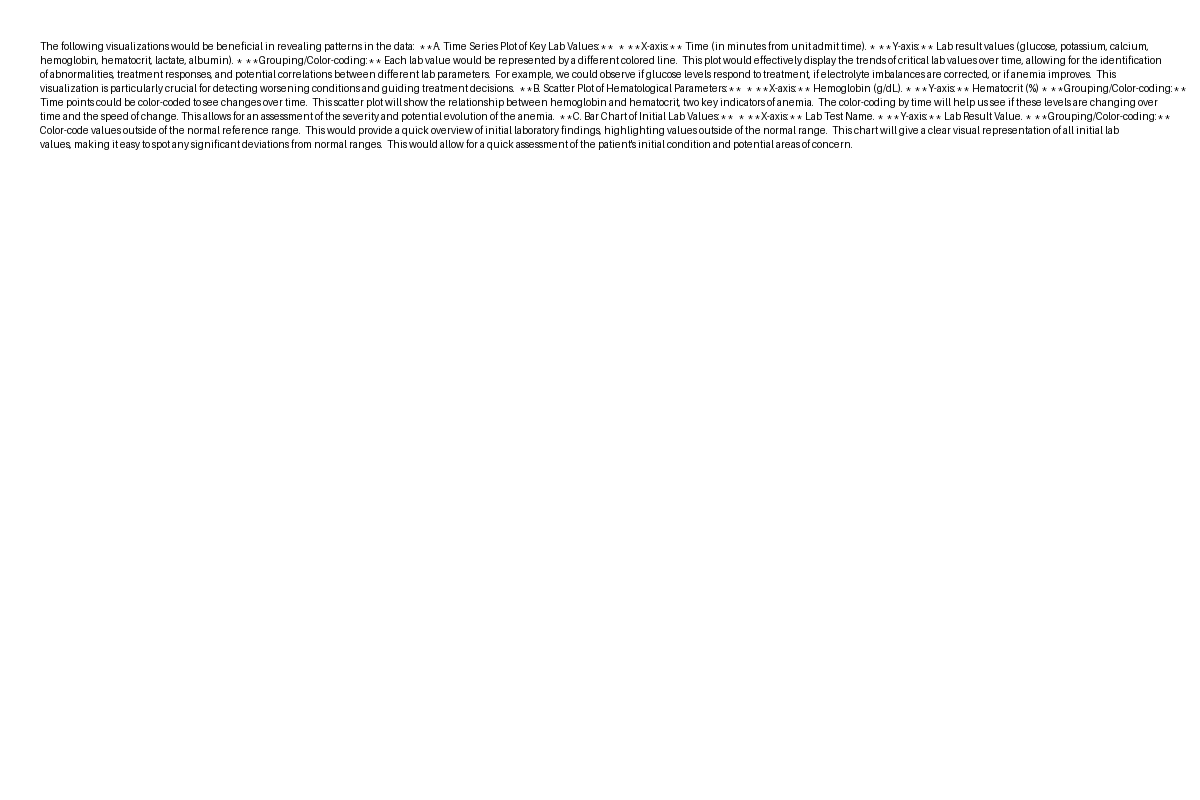 The following visualizations would be beneficial in revealing patterns in the data:  **A. Time Series Plot of Key Lab Values:**  * **X-axis:** Time (in minutes from unit admit time). * **Y-axis:** Lab result values (glucose, potassium, calcium,
hemoglobin, hematocrit, lactate, albumin). * **Grouping/Color-coding:** Each lab value would be represented by a different colored line.  This plot would effectively display the trends of critical lab values over time, allowing for the identification
of abnormalities, treatment responses, and potential correlations between different lab parameters.  For example, we could observe if glucose levels respond to treatment, if electrolyte imbalances are corrected, or if anemia improves.  This
visualization is particularly crucial for detecting worsening conditions and guiding treatment decisions.  **B. Scatter Plot of Hematological Parameters:**  * **X-axis:** Hemoglobin (g/dL). * **Y-axis:** Hematocrit (%) * **Grouping/Color-coding:**
Time points could be color-coded to see changes over time.  This scatter plot will show the relationship between hemoglobin and hematocrit, two key indicators of anemia.  The color-coding by time will help us see if these levels are changing over
time and the speed of change. This allows for an assessment of the severity and potential evolution of the anemia.  **C. Bar Chart of Initial Lab Values:**  * **X-axis:** Lab Test Name. * **Y-axis:** Lab Result Value. * **Grouping/Color-coding:**
Color-code values outside of the normal reference range.  This would provide a quick overview of initial laboratory findings, highlighting values outside of the normal range.  This chart will give a clear visual representation of all initial lab
values, making it easy to spot any significant deviations from normal ranges.  This would allow for a quick assessment of the patient's initial condition and potential areas of concern.